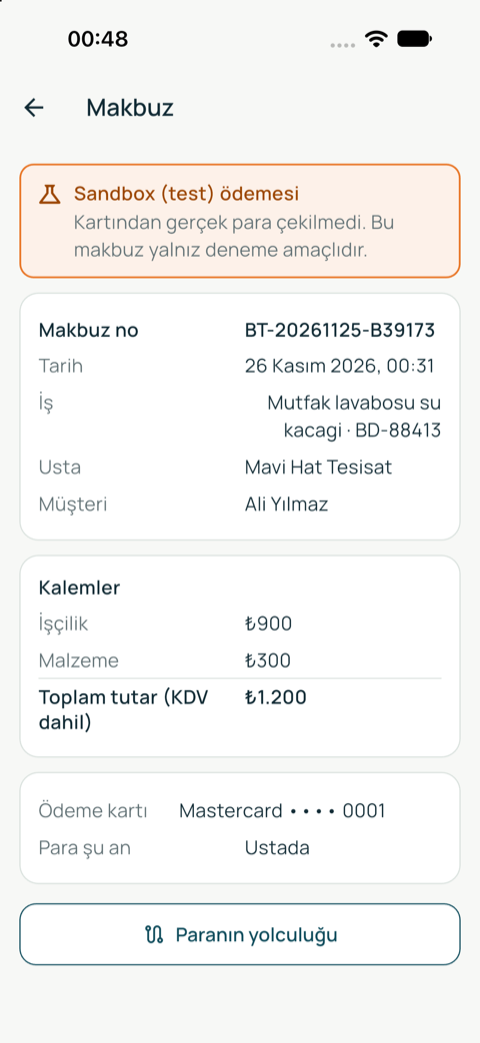 00:48
Makbuz
Sandbox (test) ödemesi
Kartından gerçek para çekilmedi. Bu
makbuz yalnız deneme amaçlıdır.
Makbuz no BT-20261125-B39173
Tarih 26 Kasım 2026, 00:31
İş Mutfak lavabosu su
kacagi · BD-88413
Usta Mavi Hat Tesisat
Müşteri Ali Yılmaz
Kalemler
İşçilik ₺900
Malzeme ₺300
Toplam tutar (KDV ₺1.200
dahil)
Ödeme kartı Mastercard •••• 0001
Para şu an Ustada
Paranın yolculuğu